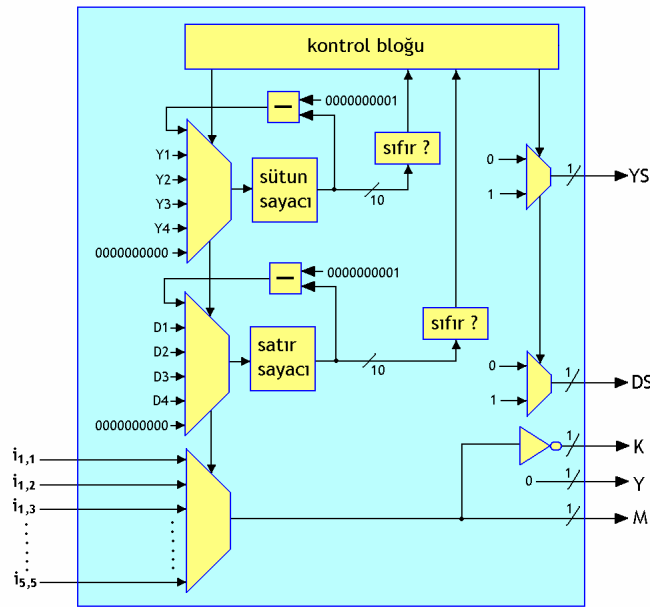 kontrol bloğu
0000000001
sıfır ?
Y1
Y2
Y3
Y4
0000000000
sütun
sayacı
10
0
1
1
YS
0000000001
sıfır ?
D1
D2
D3
D4
0000000000
satır
sayacı
10
0
1
1
DS
i1,1
i1,2
i1,3
i5,5
1
K
0
1
Y
1
M